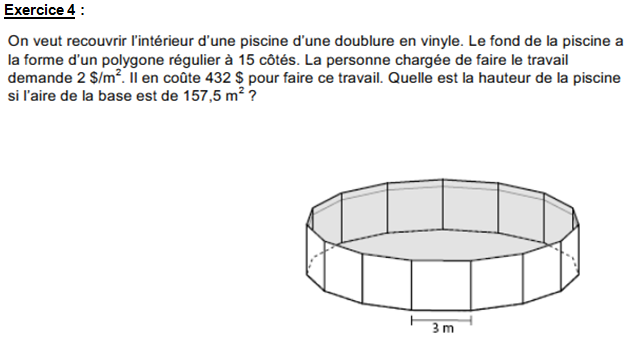 Exercice 4 :
On veut recouvrir l'intérieur d'une piscine d'une doublure en vinyle. Le fond de la piscine a
la forme d'un polygone régulier à 15 côtés. La personne chargée de faire le travail
demande 2 $/m². Il en coûte 432 $ pour faire ce travail. Quelle est la hauteur de la piscine
si l'aire de la base est de 157,5 m² ?
3 m